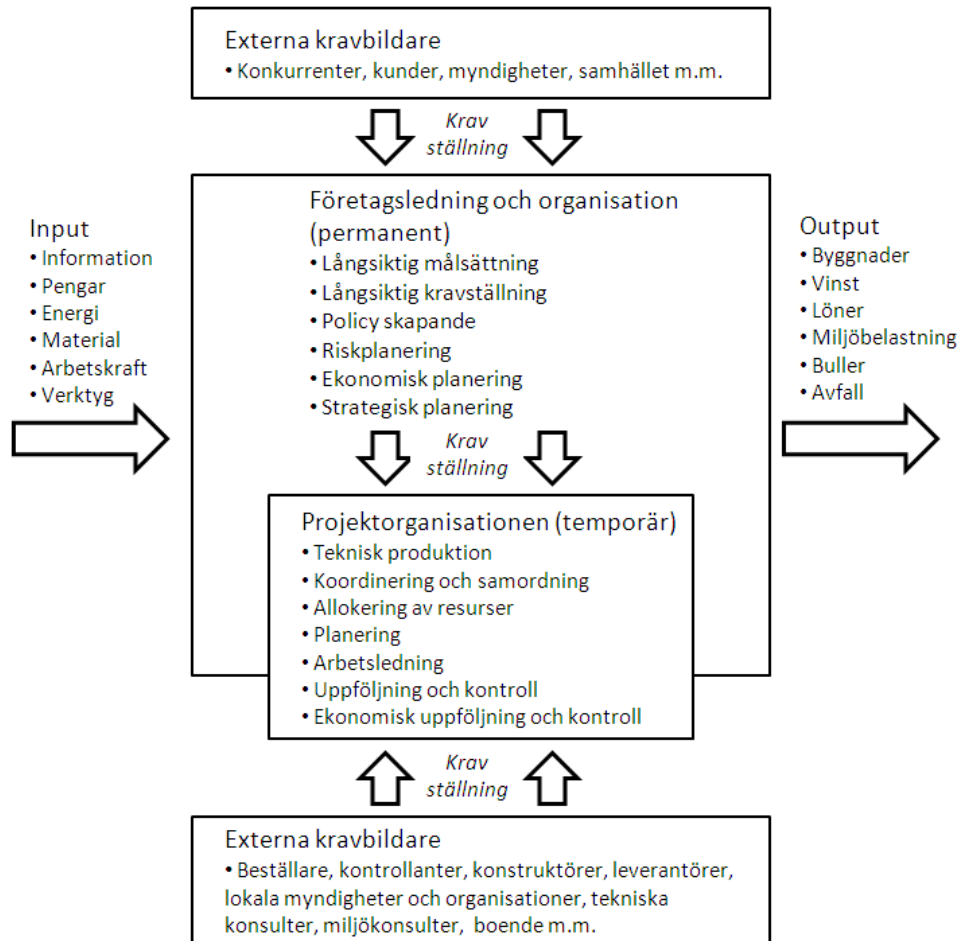 Externa kravbildare
• Konkurrenter, kunder, myndigheter, samhället m.m.
Krav
ställning
Input
• Information
• Pengar
• Energi
• Material
• Arbetskraft
• Verktyg
Företagsledning och organisation
(permanent)
• Långsiktig målsättning
• Långsiktig kravställning
• Policy skapande
• Riskplanering
• Ekonomisk planering
• Strategisk planering
Output
• Byggnader
• Vinst
• Löner
• Miljöbelastning
• Buller
• Avfall
Krav
ställning
Projektorganisationen (temporär)
• Teknisk produktion
• Koordinering och samordning
• Allokering av resurser
• Planering
• Arbetsledning
• Uppföljning och kontroll
• Ekonomisk uppföljning och kontroll
Krav
ställning
Externa kravbildare
• Beställare, kontrollanter, konstruktörer, leverantörer,
lokala myndigheter och organisationer, tekniska
konsulter, miljökonsulter, boende m.m.